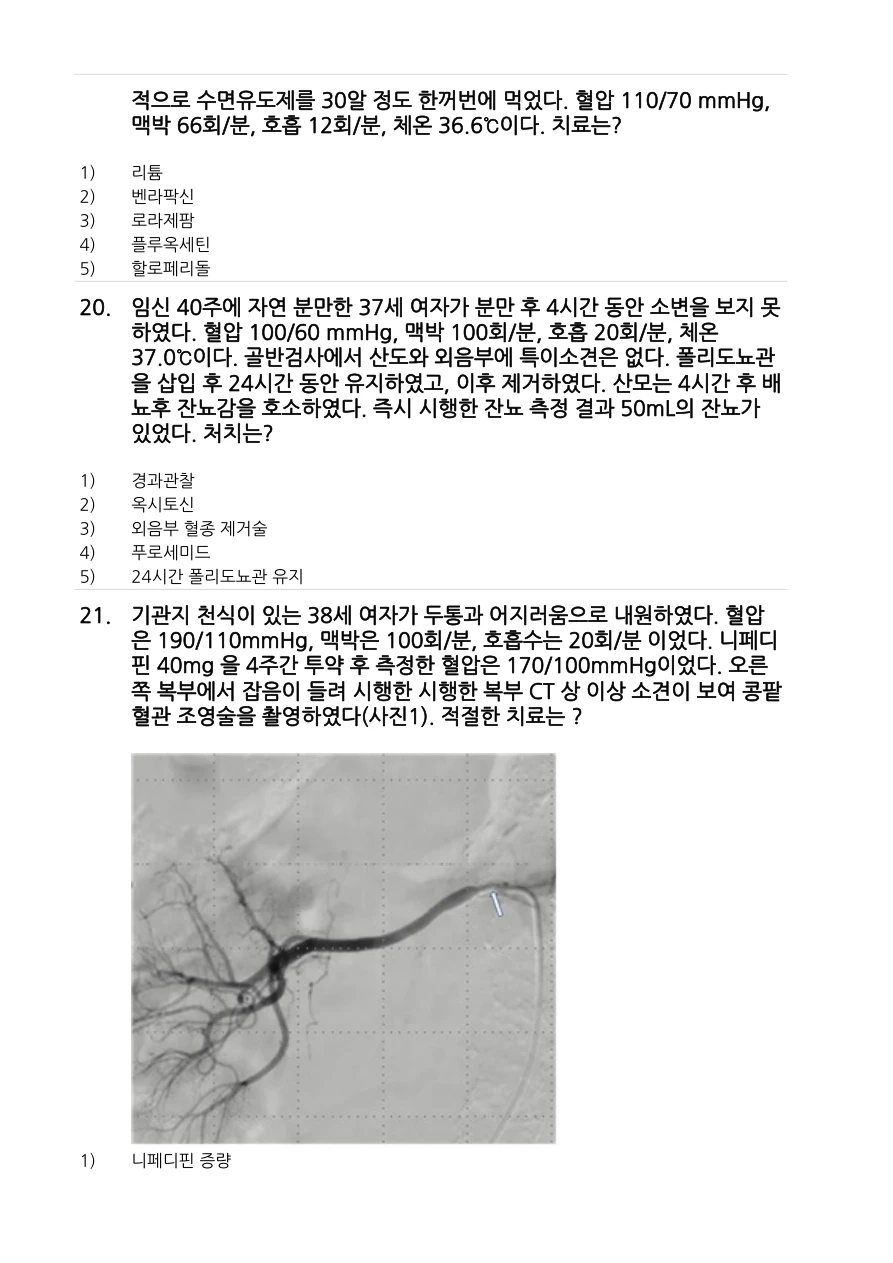 적으로 수면유도제를 30알 정도 한꺼번에 먹었다. 혈압 110/70 mmHg,
맥박 66회/분, 호흡 12회/분, 체온 36.6℃이다. 치료는?
1) 리튬
2) 벤라팍신
3) 로라제팜
4) 플루옥세틴
5) 할로페리돌
20. 임신 40주에 자연 분만한 37세 여자가 분만 후 4시간 동안 소변을 보지 못
하였다. 혈압 100/60 mmHg, 맥박 100회/분, 호흡 20회/분, 체온
37.0℃이다. 골반검사에서 산도와 외음부에 특이소견은 없다. 폴리도뇨관
을 삽입 후 24시간 동안 유지하였고, 이후 제거하였다. 산모는 4시간 후 배
뇨후 잔뇨감을 호소하였다. 즉시 시행한 잔뇨 측정 결과 50mL의 잔뇨가
있었다. 처치는?
1) 경과관찰
2) 옥시토신
3) 외음부 혈종 제거술
4) 푸로세미드
5) 24시간 폴리도뇨관 유지
21. 기관지 천식이 있는 38세 여자가 두통과 어지러움으로 내원하였다. 혈압
은 190/110mmHg, 맥박은 100회/분, 호흡수는 20회/분 이었다. 니페디
핀 40mg 을 4주간 투약 후 측정한 혈압은 170/100mmHg이었다. 오른
쪽 복부에서 잡음이 들려 시행한 시행한 복부 CT 상 이상 소견이 보여 콩팥
혈관 조영술을 촬영하였다(사진1). 적절한 치료는 ?
1) 니페디핀 증량